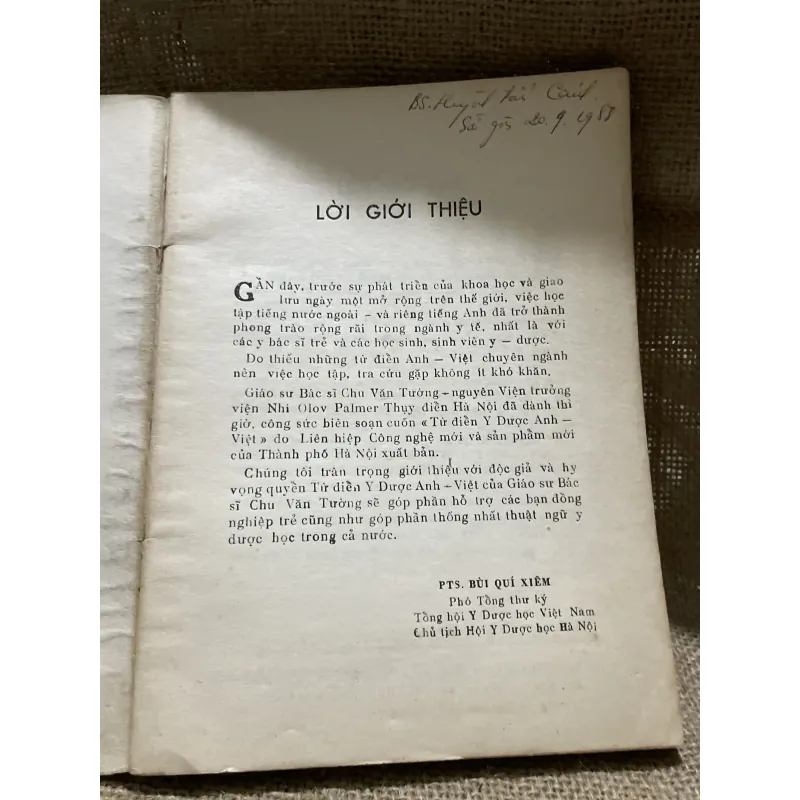 BS. Huỳnh
Sài gòn 20.9.1988
LỜI GIỚI THIỆU
GẦN đây, trước sự phát triển của khoa học và giao
lưu ngày một mở rộng trên thế giới, việc học
tập tiếng nước ngoài – và riêng tiếng Anh đã trở thành
phong trào rộng rãi trong ngành y tế, nhất là với
các y bác sĩ trẻ và các học sinh, sinh viên y – dược.
Do thiếu những từ điển Anh – Việt chuyên ngành
nên việc học tập, tra cứu gặp không ít khó khăn.
Giáo sư Bác sĩ Chu Văn Tường – nguyên Viện trưởng
viện Nhi Olov Palmer Thụy điển Hà Nội đã dành thì
giờ, công sức biên soạn cuốn «Từ điển Y Dược Anh –
Việt» do Liên hiệp Công nghệ mới và sản phẩm mới
của Thành phố Hà Nội xuất bản.
Chúng tôi trân trọng giới thiệu với độc giả và hy
vọng quyền Từ điển Y Dược Anh – Việt của Giáo sư Bác
sĩ Chu Văn Tường sẽ góp phần hỗ trợ các bạn đồng
nghiệp trẻ cũng như góp phần thống nhất thuật ngữ y
dược học trong cả nước.
PTS. BÙI QUÍ XIÊM
Phó Tổng thư ký
Tổng hội Y Dược học Việt Nam
Chủ tịch Hội Y Dược học Hà Nội